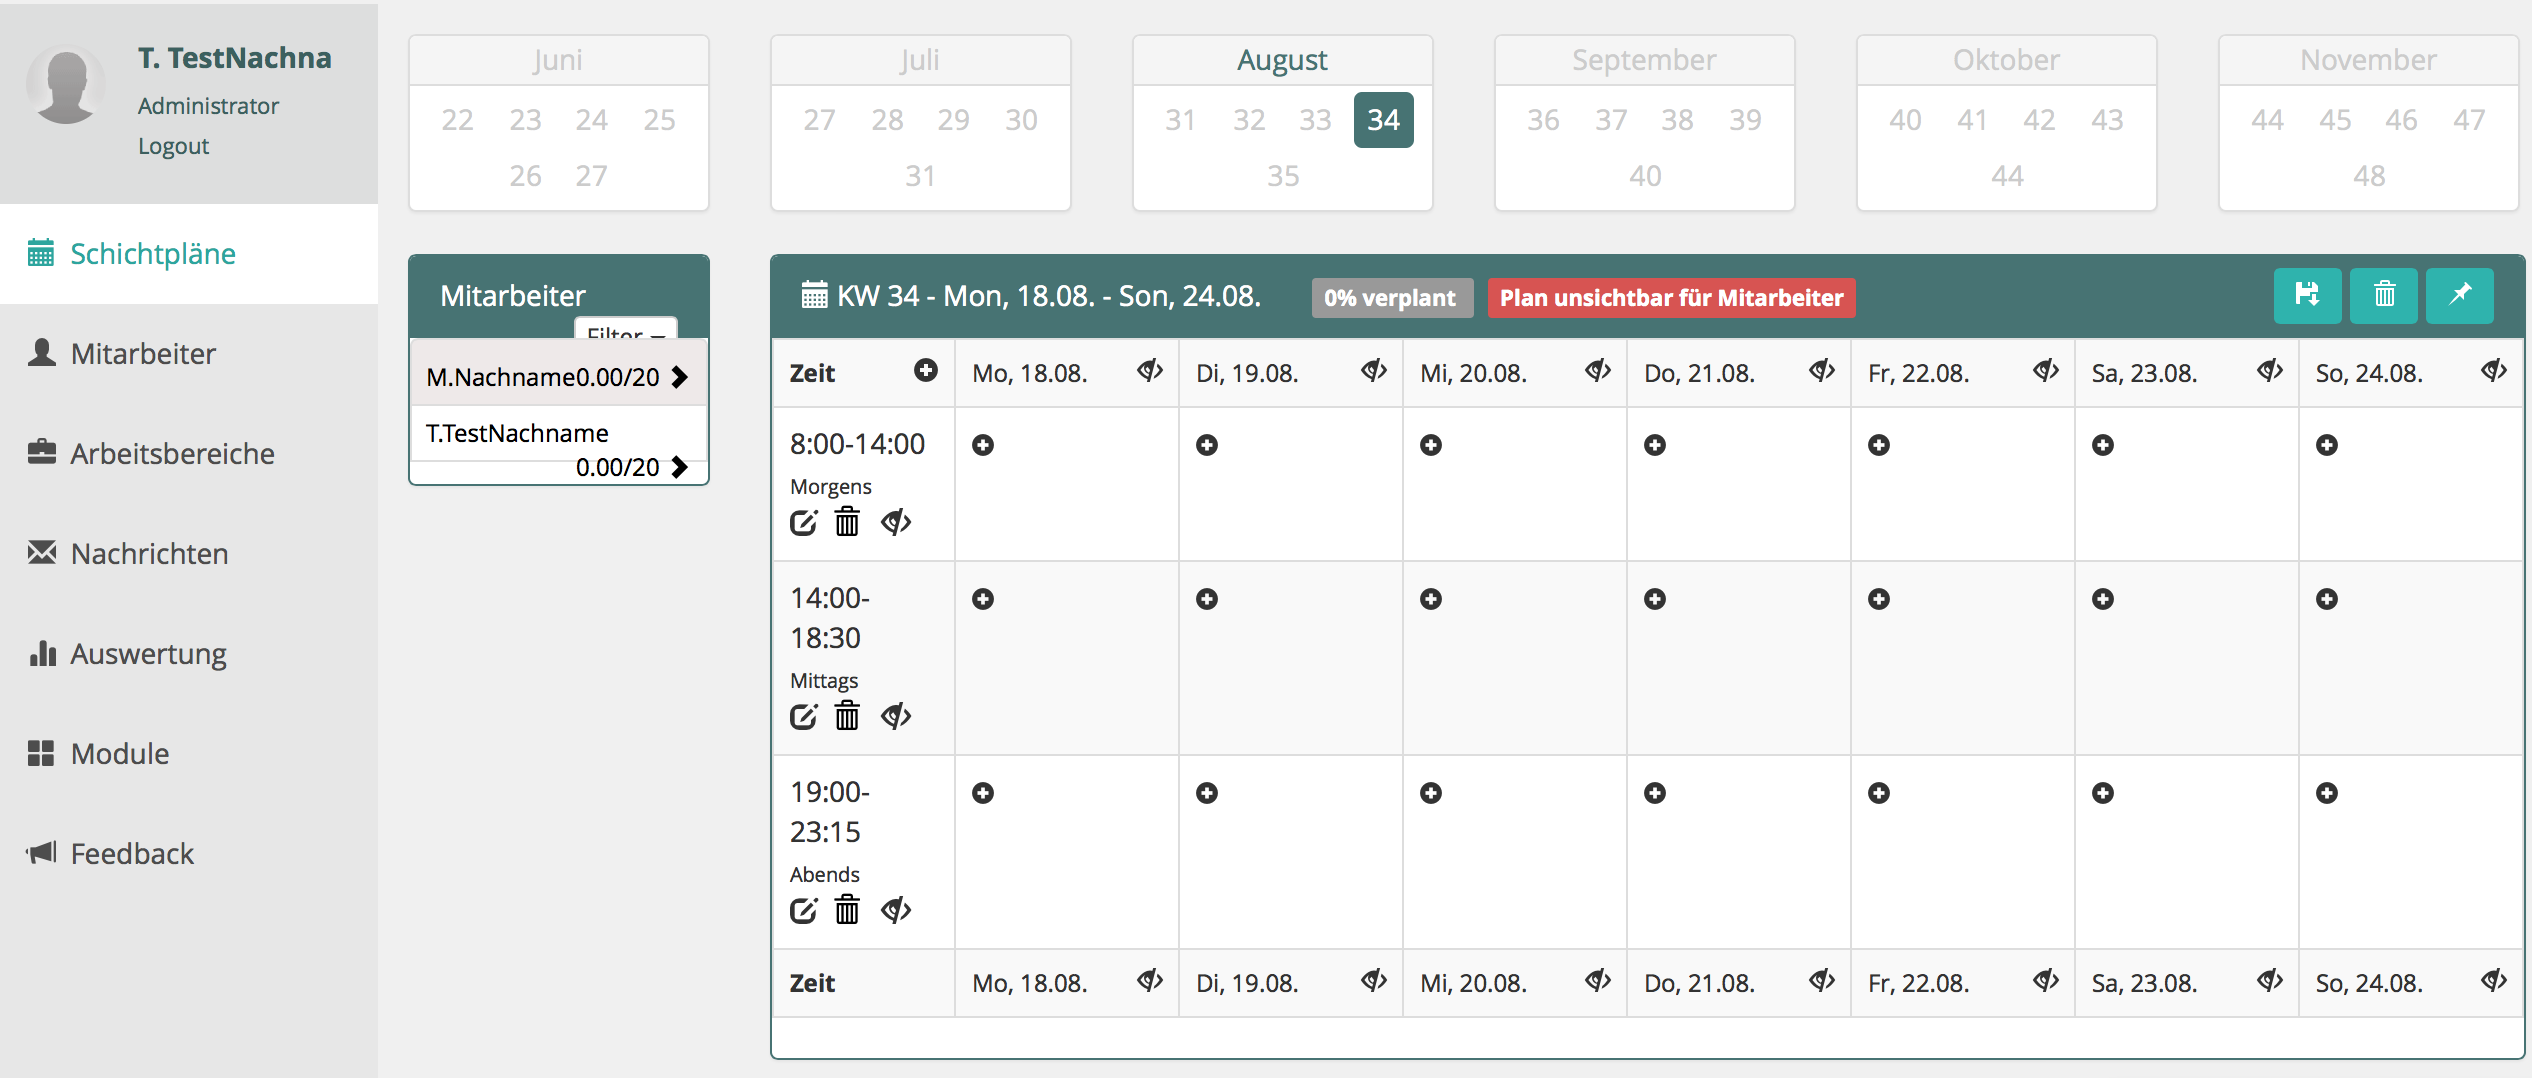 T. TestNachna
Administrator
Logout
Schichtpläne
Mitarbeiter
Arbeitsbereiche
Nachrichten
Auswertung
Module
Feedback
Juni
22 23 24 25
26 27
Juli
27 28 29 30
31
August
31 32 33 34
35
September
36 37 38 39
40
Oktober
40 41 42 43
44
November
44 45 46 47
48
Mitarbeiter
Filter
M.Nachname0.00/20
T.TestNachname
0.00/20
KW 34 - Mon, 18.08. - Son, 24.08. 0% verplant Plan unsichtbar für Mitarbeiter
Zeit Mo, 18.08. Di, 19.08. Mi, 20.08. Do, 21.08. Fr, 22.08. Sa, 23.08. So, 24.08.
8:00-14:00
Morgens
14:00-
18:30
Mittags
19:00-
23:15
Abends
Zeit Mo, 18.08. Di, 19.08. Mi, 20.08. Do, 21.08. Fr, 22.08. Sa, 23.08. So, 24.08.